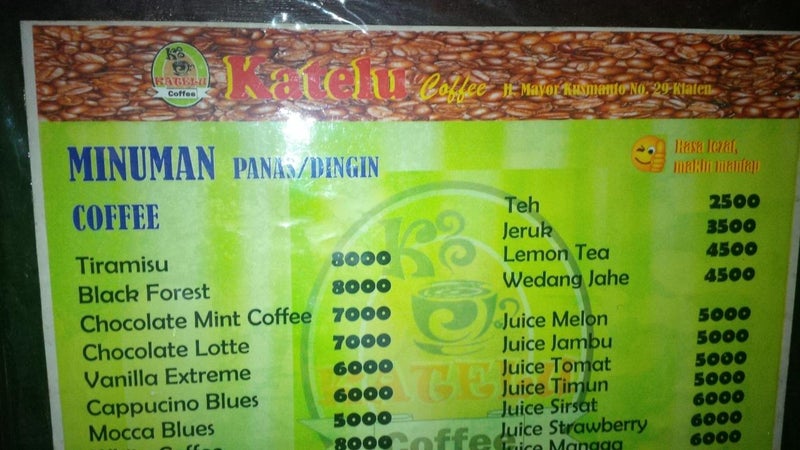 KATELU
Coffee
Katelu Coffee Jl. Mayor Kusmanto No. 29 Klaten
Rasa lezat,
makin mantap
MINUMAN PANAS/DINGIN
COFFEE
Tiramisu 8000
Black Forest 8000
Chocolate Mint Coffee 7000
Chocolate Lotte 7000
Vanilla Extreme 6000
Cappucino Blues 6000
Mocca Blues 5000
Coffee 8000
Teh 2500
Jeruk 3500
Lemon Tea 4500
Wedang Jahe 4500
Juice Melon 5000
Juice Jambu 5000
Juice Tomat 5000
Juice Timun 5000
Juice Sirsat 6000
Juice Strawberry 6000
Juice Mangga 6000
KATELU
Coffee